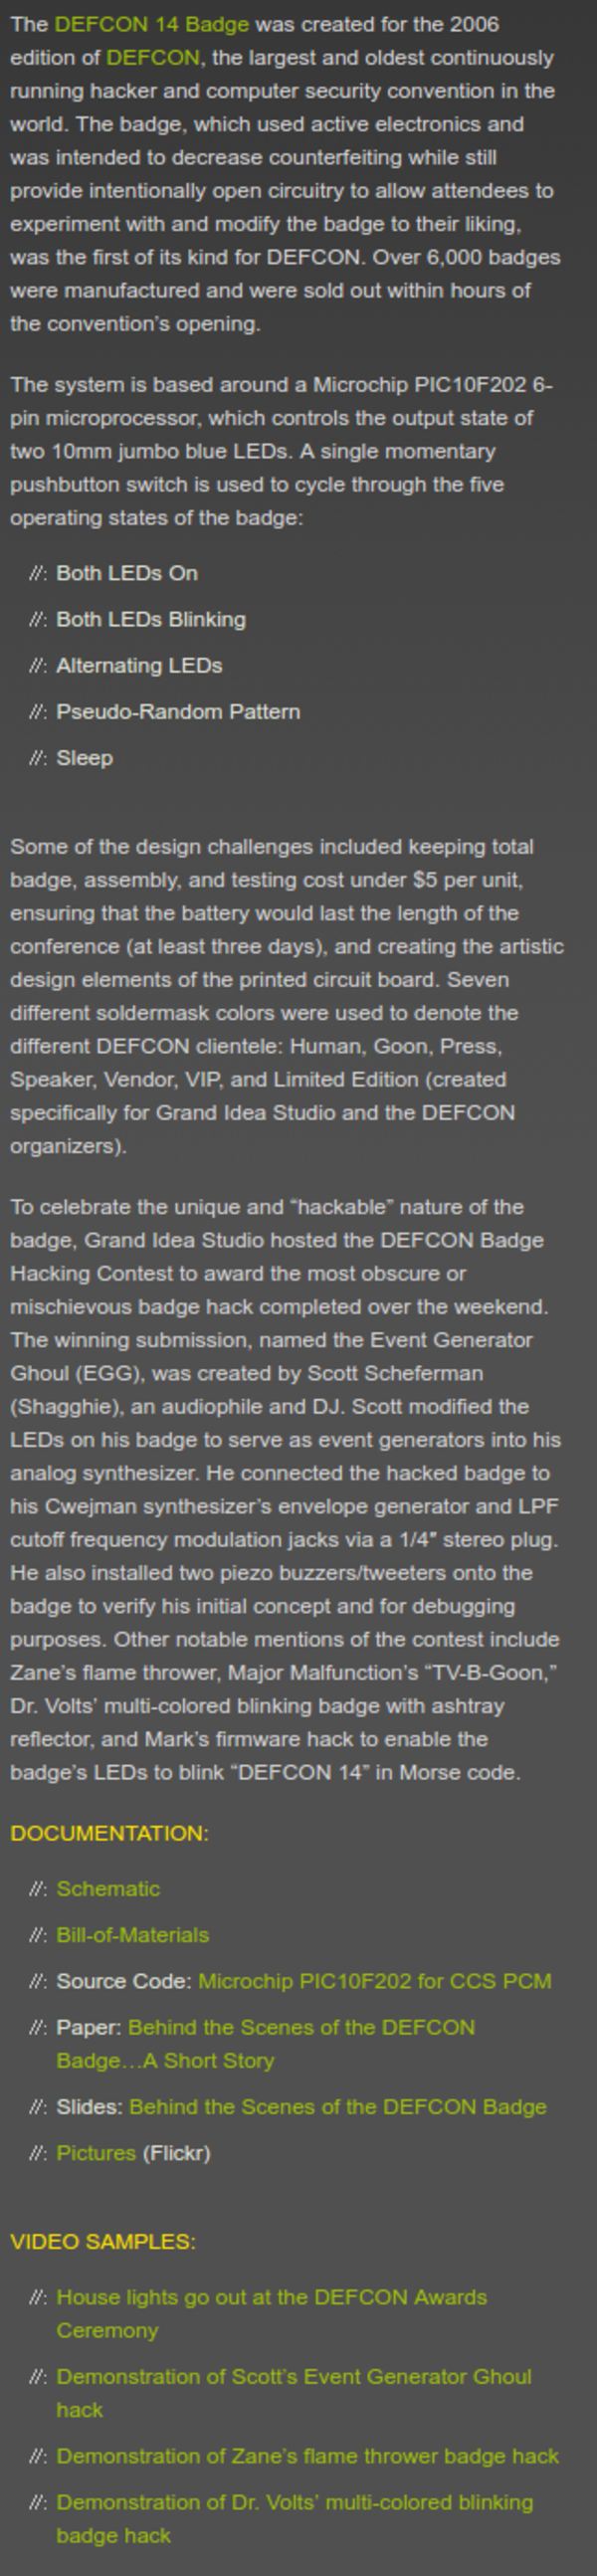 The DEFCON 14 Badge was created for the 2006
edition of DEFCON, the largest and oldest continuously
running hacker and computer security convention in the
world. The badge, which used active electronics and
was intended to decrease counterfeiting while still
provide intentionally open circuitry to allow attendees to
experiment with and modify the badge to their liking,
was the first of its kind for DEFCON. Over 6,000 badges
were manufactured and were sold out within hours of
the convention’s opening.
The system is based around a Microchip PIC10F202 6-
pin microprocessor, which controls the output state of
two 10mm jumbo blue LEDs. A single momentary
pushbutton switch is used to cycle through the five
operating states of the badge:
//: Both LEDs On
//: Both LEDs Blinking
//: Alternating LEDs
//: Pseudo-Random Pattern
//: Sleep
Some of the design challenges included keeping total
badge, assembly, and testing cost under $5 per unit,
ensuring that the battery would last the length of the
conference (at least three days), and creating the artistic
design elements of the printed circuit board. Seven
different soldermask colors were used to denote the
different DEFCON clientele: Human, Goon, Press,
Speaker, Vendor, VIP, and Limited Edition (created
specifically for Grand Idea Studio and the DEFCON
organizers).
To celebrate the unique and “hackable” nature of the
badge, Grand Idea Studio hosted the DEFCON Badge
Hacking Contest to award the most obscure or
mischievous badge hack completed over the weekend.
The winning submission, named the Event Generator
Ghoul (EGG), was created by Scott Scheferman
(Shagghie), an audiophile and DJ. Scott modified the
LEDs on his badge to serve as event generators into his
analog synthesizer. He connected the hacked badge to
his Cwejman synthesizer’s envelope generator and LPF
cutoff frequency modulation jacks via a 1/4″ stereo plug.
He also installed two piezo buzzers/tweeters onto the
badge to verify his initial concept and for debugging
purposes. Other notable mentions of the contest include
Zane’s flame thrower, Major Malfunction’s “TV-B-Goon,”
Dr. Volts’ multi-colored blinking badge with ashtray
reflector, and Mark’s firmware hack to enable the
badge’s LEDs to blink “DEFCON 14” in Morse code.
DOCUMENTATION:
//: Schematic
//: Bill-of-Materials
//: Source Code: Microchip PIC10F202 for CCS PCM
//: Paper: Behind the Scenes of the DEFCON
Badge…A Short Story
//: Slides: Behind the Scenes of the DEFCON Badge
//: Pictures (Flickr)
VIDEO SAMPLES:
//: House lights go out at the DEFCON Awards
Ceremony
//: Demonstration of Scott’s Event Generator Ghoul
hack
//: Demonstration of Zane’s flame thrower badge hack
//: Demonstration of Dr. Volts’ multi-colored blinking
badge hack